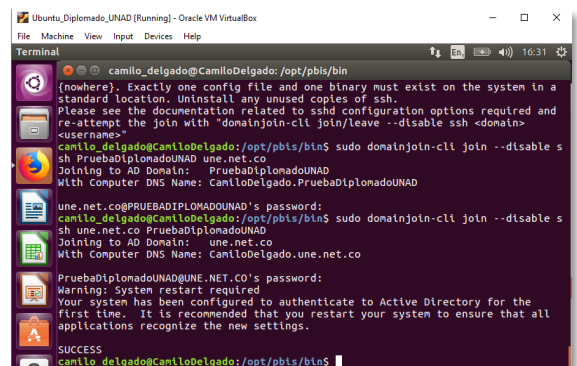 Ubuntu_Diplomado_UNAD [Running] - Oracle VM VirtualBox
File Machine View Input Devices Help
Terminal En 16:31
camilo_delgado@CamiloDelgado: /opt/pbis/bin
{nowhere}. Exactly one config file and one binary must exist on the system in a
standard location. Uninstall any unused copies of ssh.
Please see the documentation related to sshd configuration options required and
re-attempt the join with "domainjoin-cli join/leave --disable ssh <domain>
<username>"
camilo_delgado@CamiloDelgado:/opt/pbis/bin$ sudo domainjoin-cli join --disable s
sh PruebaDiplomadoUNAD une.net.co
Joining to AD Domain: PruebaDiplomadoUNAD
With Computer DNS Name: CamiloDelgado.PruebaDiplomadoUNAD
une.net.co@PRUEBADIPLOMADOUNAD's password:
camilo_delgado@CamiloDelgado:/opt/pbis/bin$ sudo domainjoin-cli join --disable s
sh une.net.co PruebaDiplomadoUNAD
Joining to AD Domain: une.net.co
With Computer DNS Name: CamiloDelgado.une.net.co
PruebaDiplomadoUNAD@UNE.NET.CO's password:
Warning: System restart required
Your system has been configured to authenticate to Active Directory for the
first time. It is recommended that you restart your system to ensure that all
applications recognize the new settings.
SUCCESS
camilo_delgado@CamiloDelgado:/opt/pbis/bin$